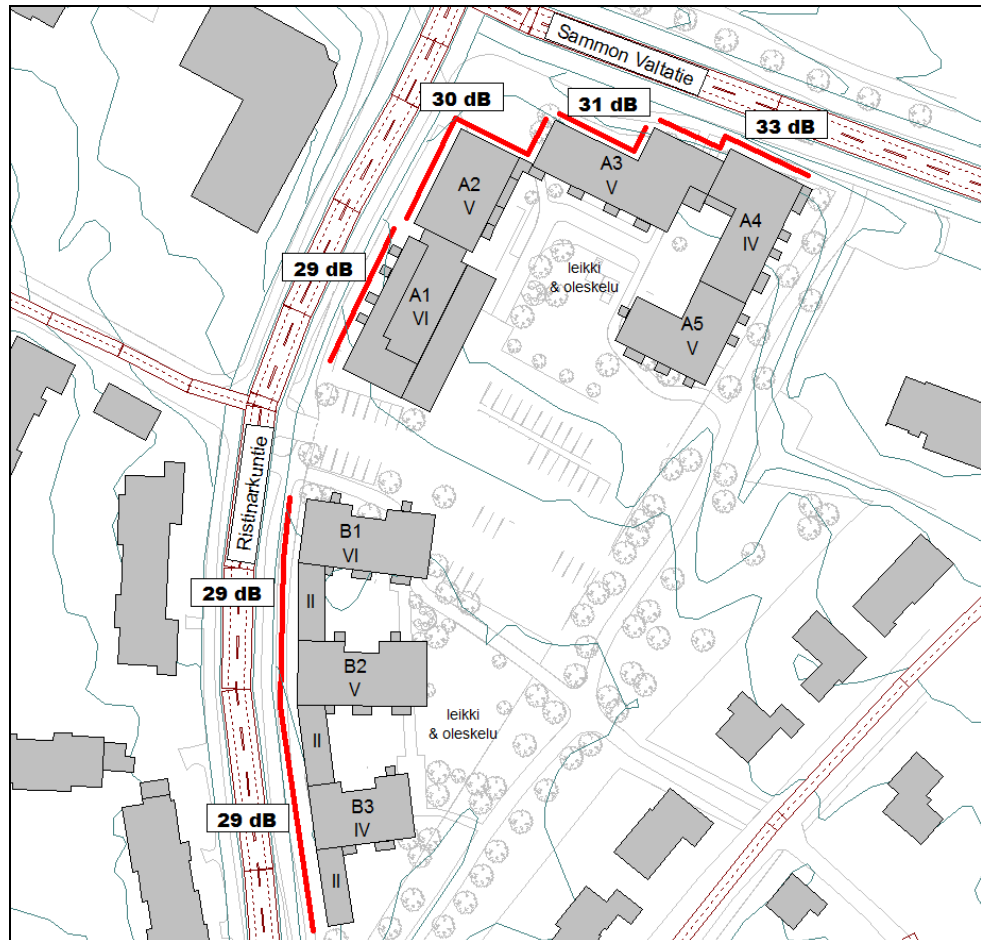 Sammon Valtatie
30 dB
31 dB
33 dB
A2
V
A3
V
A4
IV
29 dB
A1
VI
leikki
& oleskelu
A5
V
Ristinarkuntie
B1
VI
29 dB
II
B2
V
leikki
& oleskelu
II
29 dB
B3
IV
II